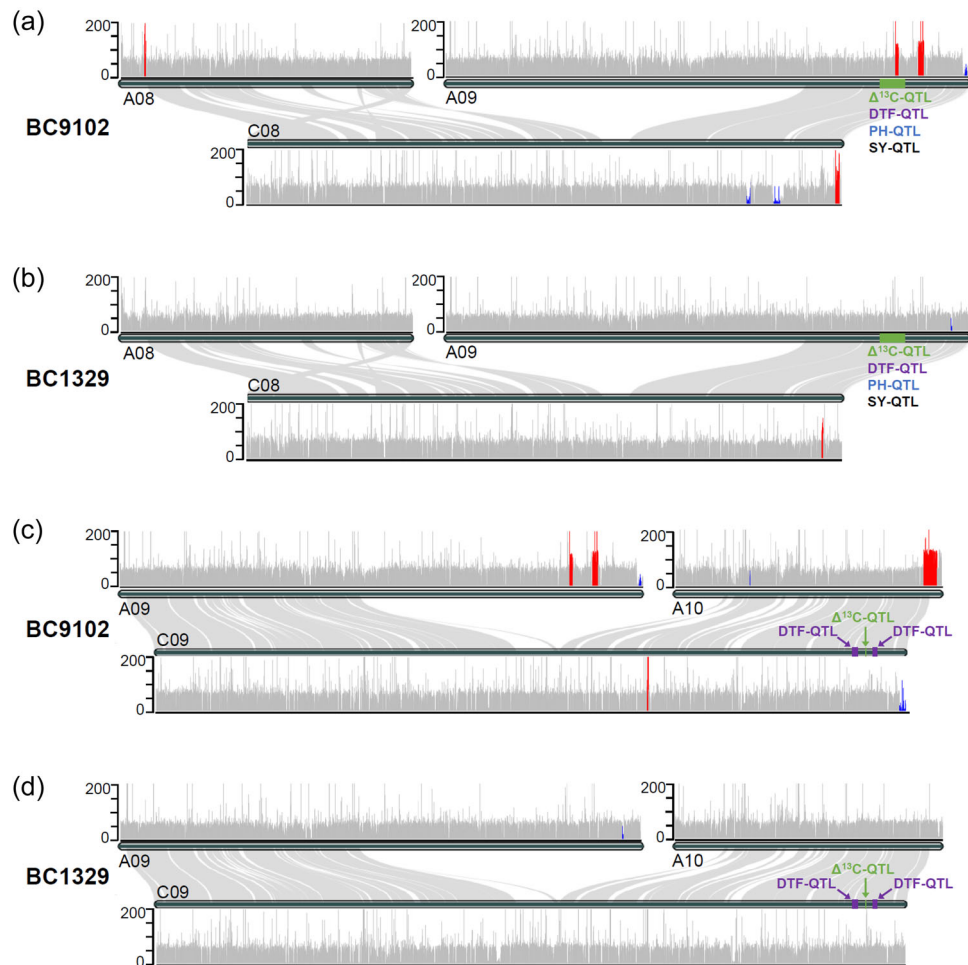 (a)
200
0
A08
200
0
A09
BC9102
C08
200
0
Δ¹³C-QTL
DTF-QTL
PH-QTL
SY-QTL
(b)
200
0
A08
200
0
A09
BC1329
C08
200
0
Δ¹³C-QTL
DTF-QTL
PH-QTL
SY-QTL
(c)
200
0
A09
200
0
A10
BC9102
C09
200
0
Δ¹³C-QTL
DTF-QTL DTF-QTL
(d)
200
0
A09
200
0
A10
BC1329
C09
200
0
Δ¹³C-QTL
DTF-QTL DTF-QTL